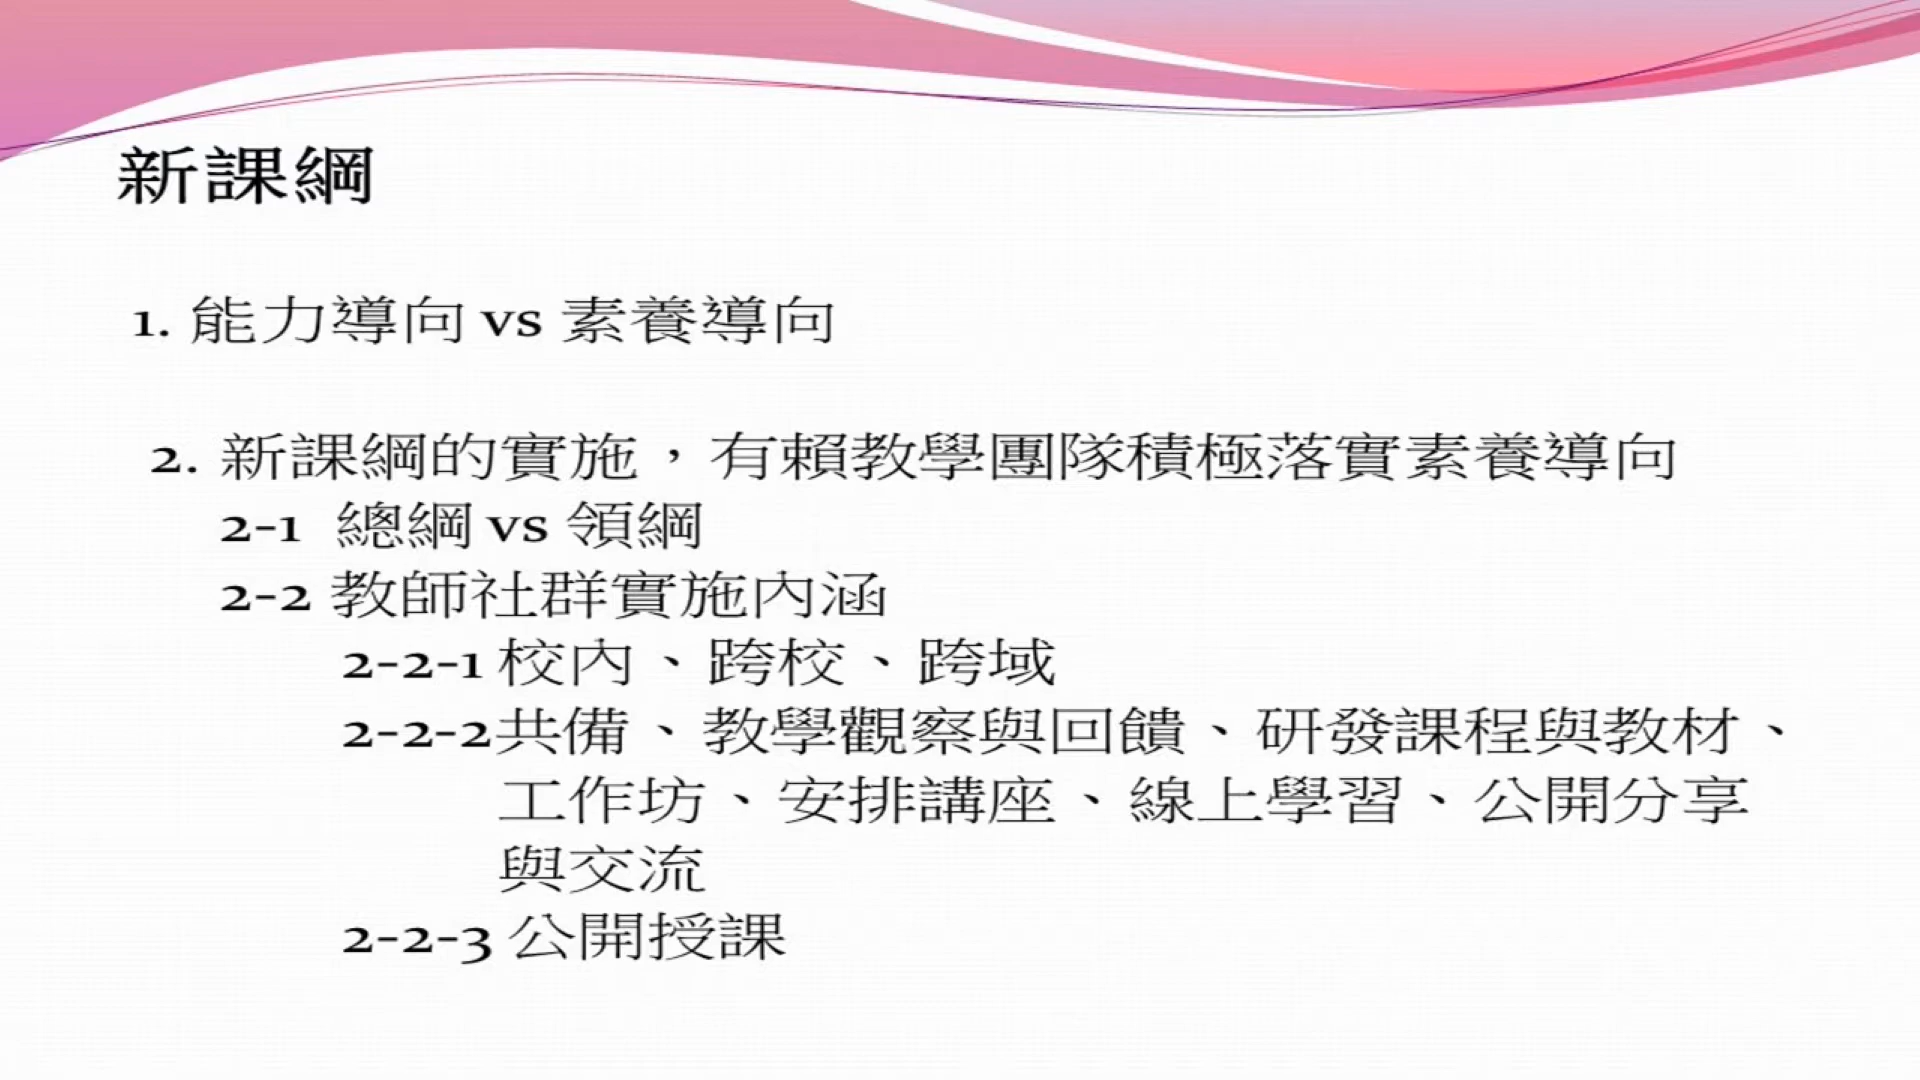 新課綱
1. 能力導向 vs 素養導向
2. 新課綱的實施，有賴教學團隊積極落實素養導向
2-1 總綱 vs 領綱
2-2 教師社群實施內涵
2-2-1 校內、跨校、跨域
2-2-2共備、教學觀察與回饋、研發課程與教材、
工作坊、安排講座、線上學習、公開分享
與交流
2-2-3 公開授課